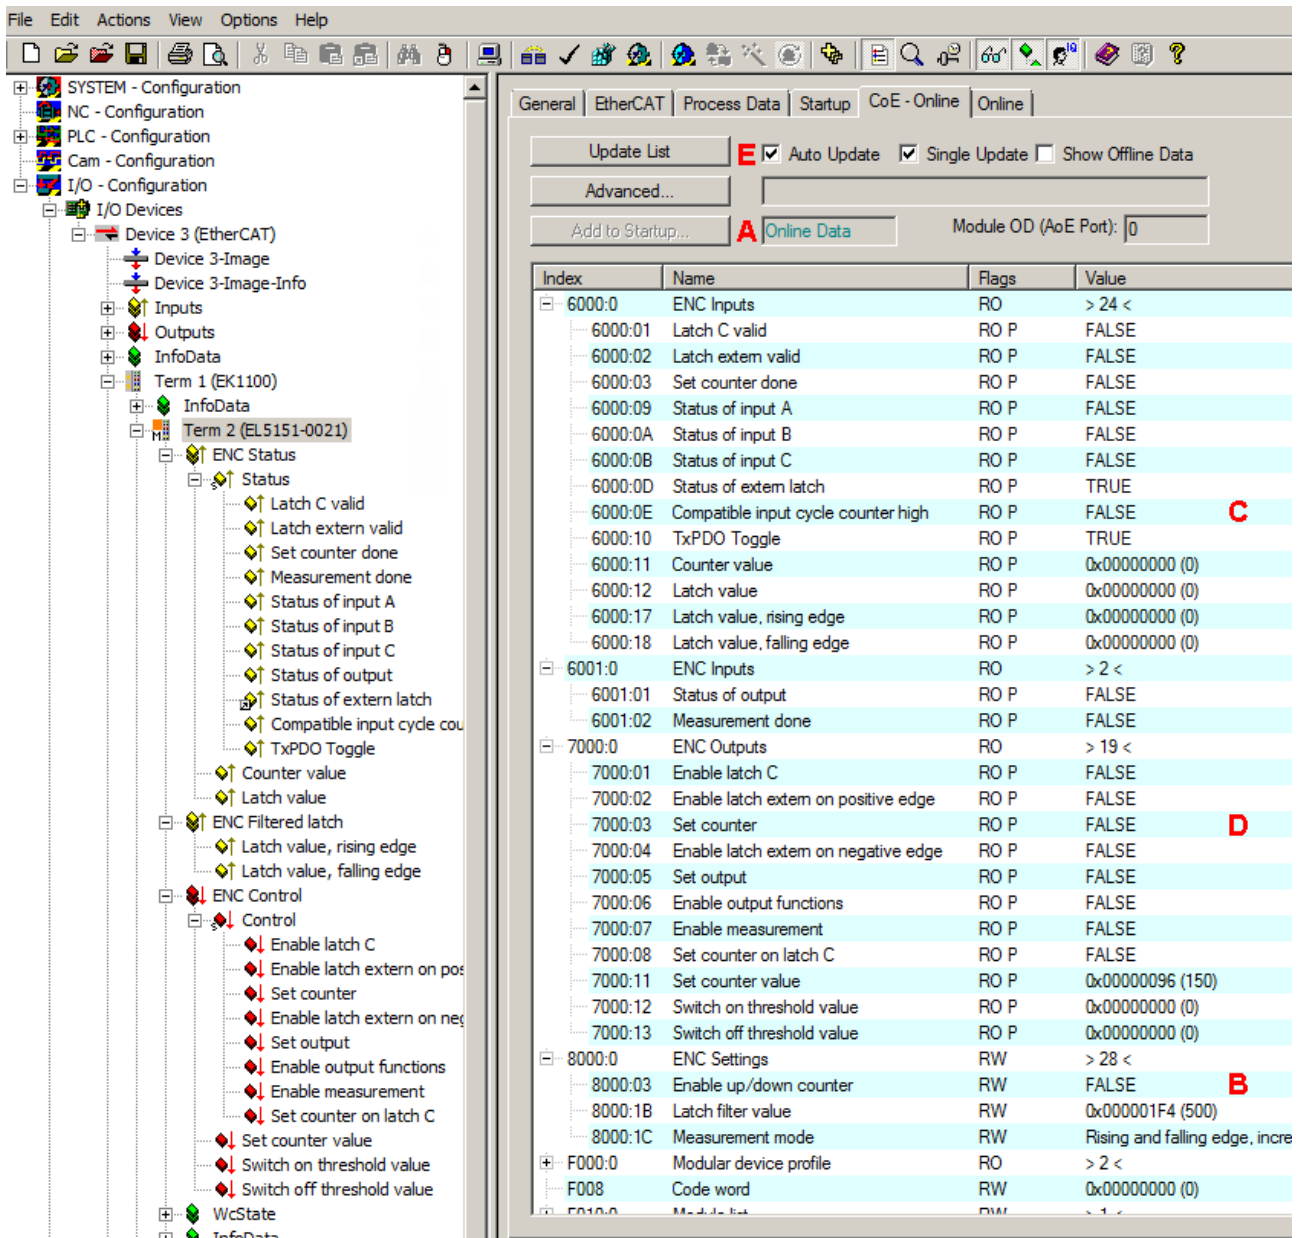 File Edit Actions View Options Help
SYSTEM - Configuration
NC - Configuration
PLC - Configuration
Cam - Configuration
I/O - Configuration
I/O Devices
Device 3 (EtherCAT)
Device 3-Image
Device 3-Image-Info
Inputs
Outputs
InfoData
Term 1 (EK1100)
InfoData
Term 2 (EL5151-0021)
ENC Status
Status
Latch C valid
Latch extern valid
Set counter done
Measurement done
Status of input A
Status of input B
Status of input C
Status of output
Status of extern latch
Compatible input cycle cou
TxPDO Toggle
Counter value
Latch value
ENC Filtered latch
Latch value, rising edge
Latch value, falling edge
ENC Control
Control
Enable latch C
Enable latch extern on pos
Set counter
Enable latch extern on neg
Set output
Enable output functions
Enable measurement
Set counter on latch C
Set counter value
Switch on threshold value
Switch off threshold value
WcState
InfoData
General EtherCAT Process Data Startup CoE - Online Online
Update List E Auto Update Single Update Show Offline Data
Advanced...
Add to Startup... A Online Data Module OD (AoE Port): 0
Index Name Flags Value
6000:0 ENC Inputs RO > 24 <
6000:01 Latch C valid RO P FALSE
6000:02 Latch extern valid RO P FALSE
6000:03 Set counter done RO P FALSE
6000:09 Status of input A RO P FALSE
6000:0A Status of input B RO P FALSE
6000:0B Status of input C RO P FALSE
6000:0D Status of extern latch RO P TRUE
6000:0E Compatible input cycle counter high RO P FALSE C
6000:10 TxPDO Toggle RO P TRUE
6000:11 Counter value RO P 0x00000000 (0)
6000:12 Latch value RO P 0x00000000 (0)
6000:17 Latch value, rising edge RO P 0x00000000 (0)
6000:18 Latch value, falling edge RO P 0x00000000 (0)
6001:0 ENC Inputs RO > 2 <
6001:01 Status of output RO P FALSE
6001:02 Measurement done RO P FALSE
7000:0 ENC Outputs RO > 19 <
7000:01 Enable latch C RO P FALSE
7000:02 Enable latch extern on positive edge RO P FALSE
7000:03 Set counter RO P FALSE D
7000:04 Enable latch extern on negative edge RO P FALSE
7000:05 Set output RO P FALSE
7000:06 Enable output functions RO P FALSE
7000:07 Enable measurement RO P FALSE
7000:08 Set counter on latch C RO P FALSE
7000:11 Set counter value RO P 0x00000096 (150)
7000:12 Switch on threshold value RO P 0x00000000 (0)
7000:13 Switch off threshold value RO P 0x00000000 (0)
8000:0 ENC Settings RW > 28 <
8000:03 Enable up/down counter RW FALSE B
8000:1B Latch filter value RW 0x000001F4 (500)
8000:1C Measurement mode RW Rising and falling edge, incre
F000:0 Modular device profile RO > 2 <
F008 Code word RW 0x00000000 (0)
F010:0 Module list RW > 1 <